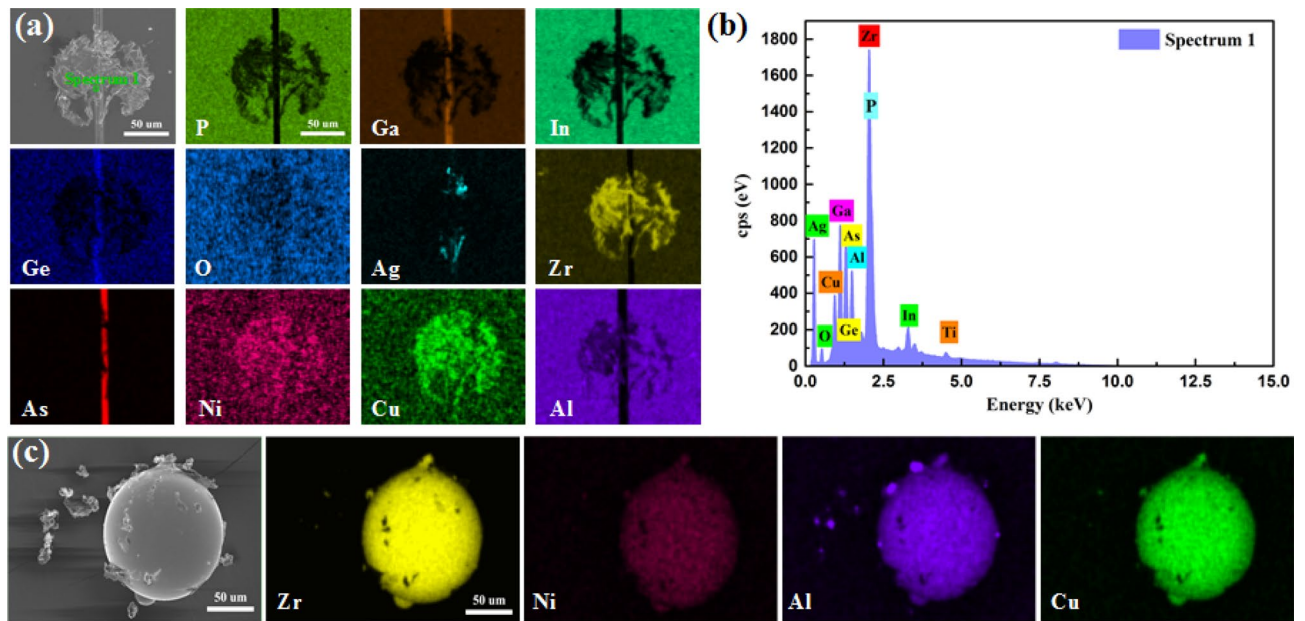 (a)
Spectrum 1
50 um
P
50 um
Ga
In
Ge
O
Ag
Zr
As
Ni
Cu
Al
(b)
Spectrum 1
cps (eV)
1800
1600
1400
1200
1000
800
600
400
200
0
Zr
P
Ga
Ag
As
Al
Cu
O
Ge
In
Ti
0.0 2.5 5.0 7.5 10.0 12.5 15.0
Energy (keV)
(c)
50 um
Zr
50 um
Ni
Al
Cu